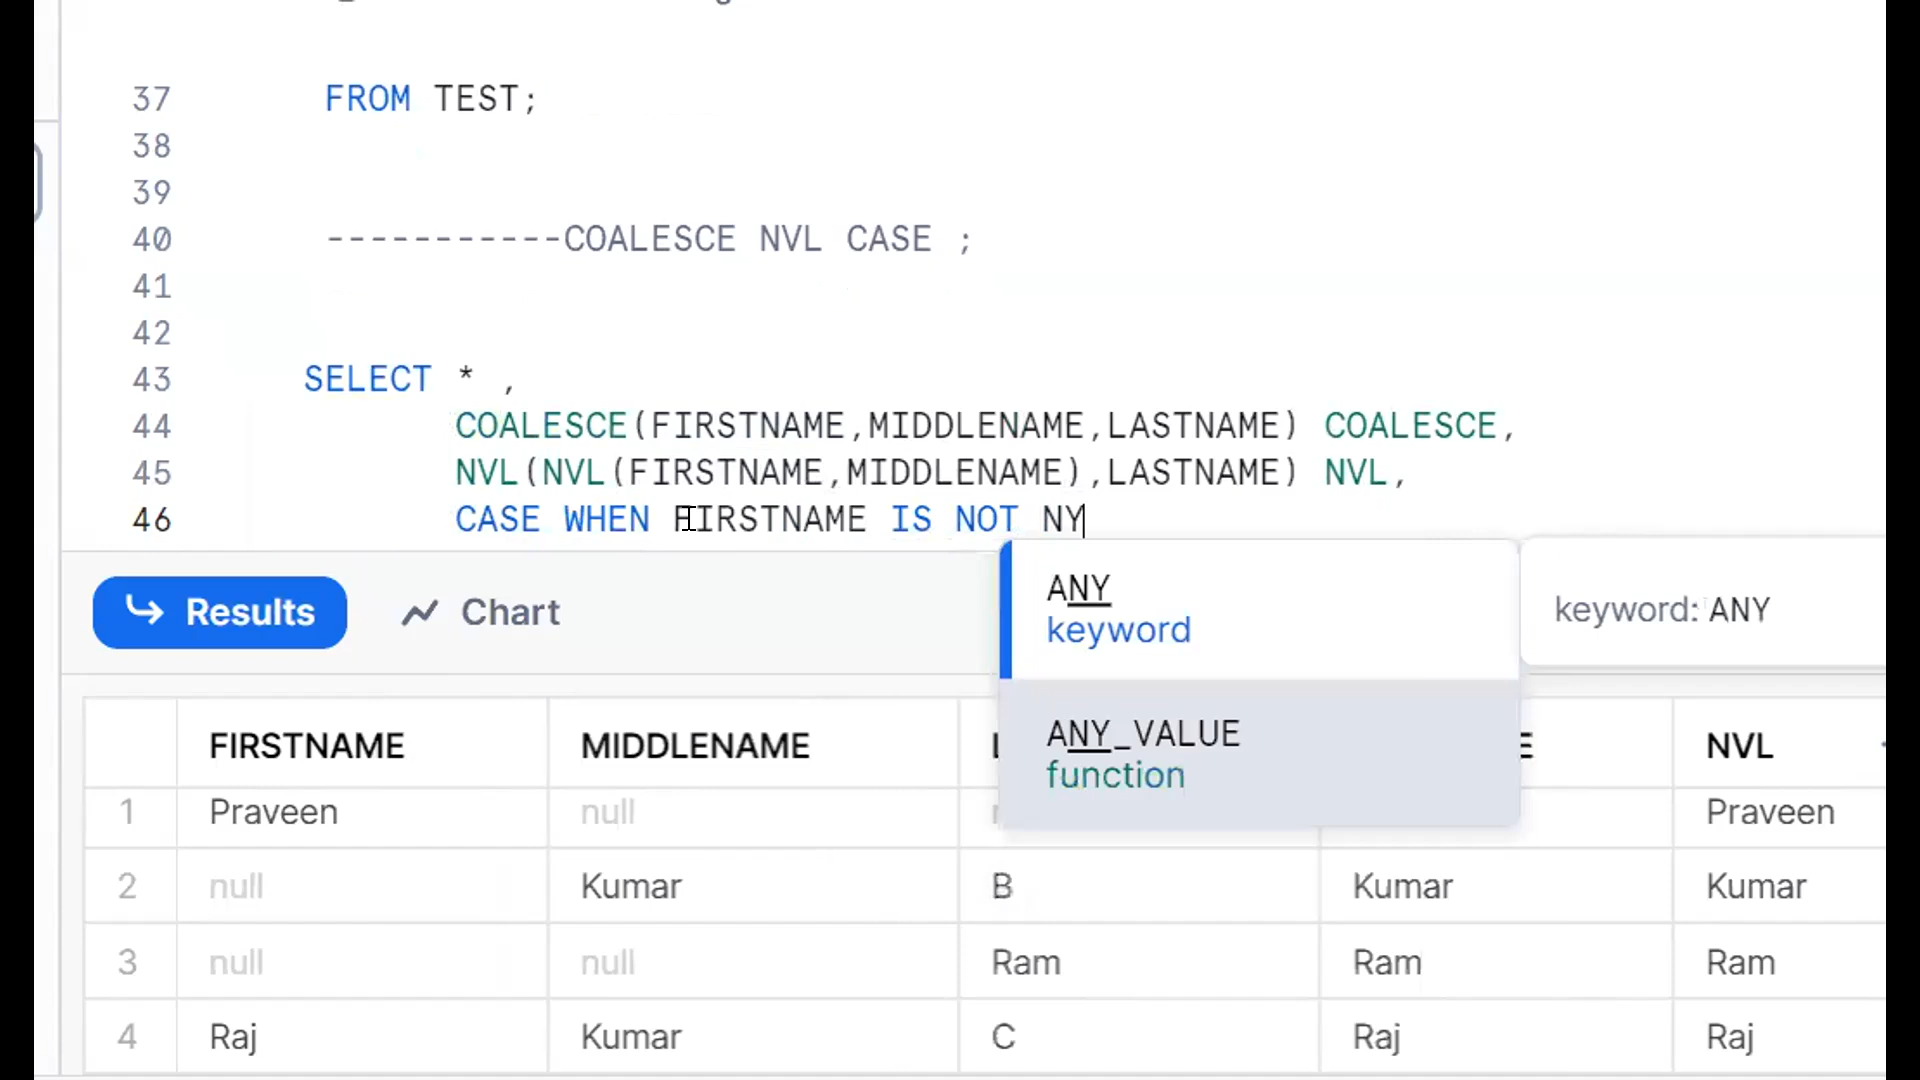 37 FROM TEST;
38
39
40 -----------COALESCE NVL CASE ;
41
42
43 SELECT * ,
44 COALESCE(FIRSTNAME,MIDDLENAME,LASTNAME) COALESCE,
45 NVL(NVL(FIRSTNAME,MIDDLENAME),LASTNAME) NVL,
46 CASE WHEN FIRSTNAME IS NOT NY
Results Chart
ANY
keyword
keyword: ANY
ANY_VALUE
function
FIRSTNAME MIDDLENAME L E NVL
1 Praveen null Praveen
2 null Kumar B Kumar Kumar
3 null null Ram Ram Ram
4 Raj Kumar C Raj Raj